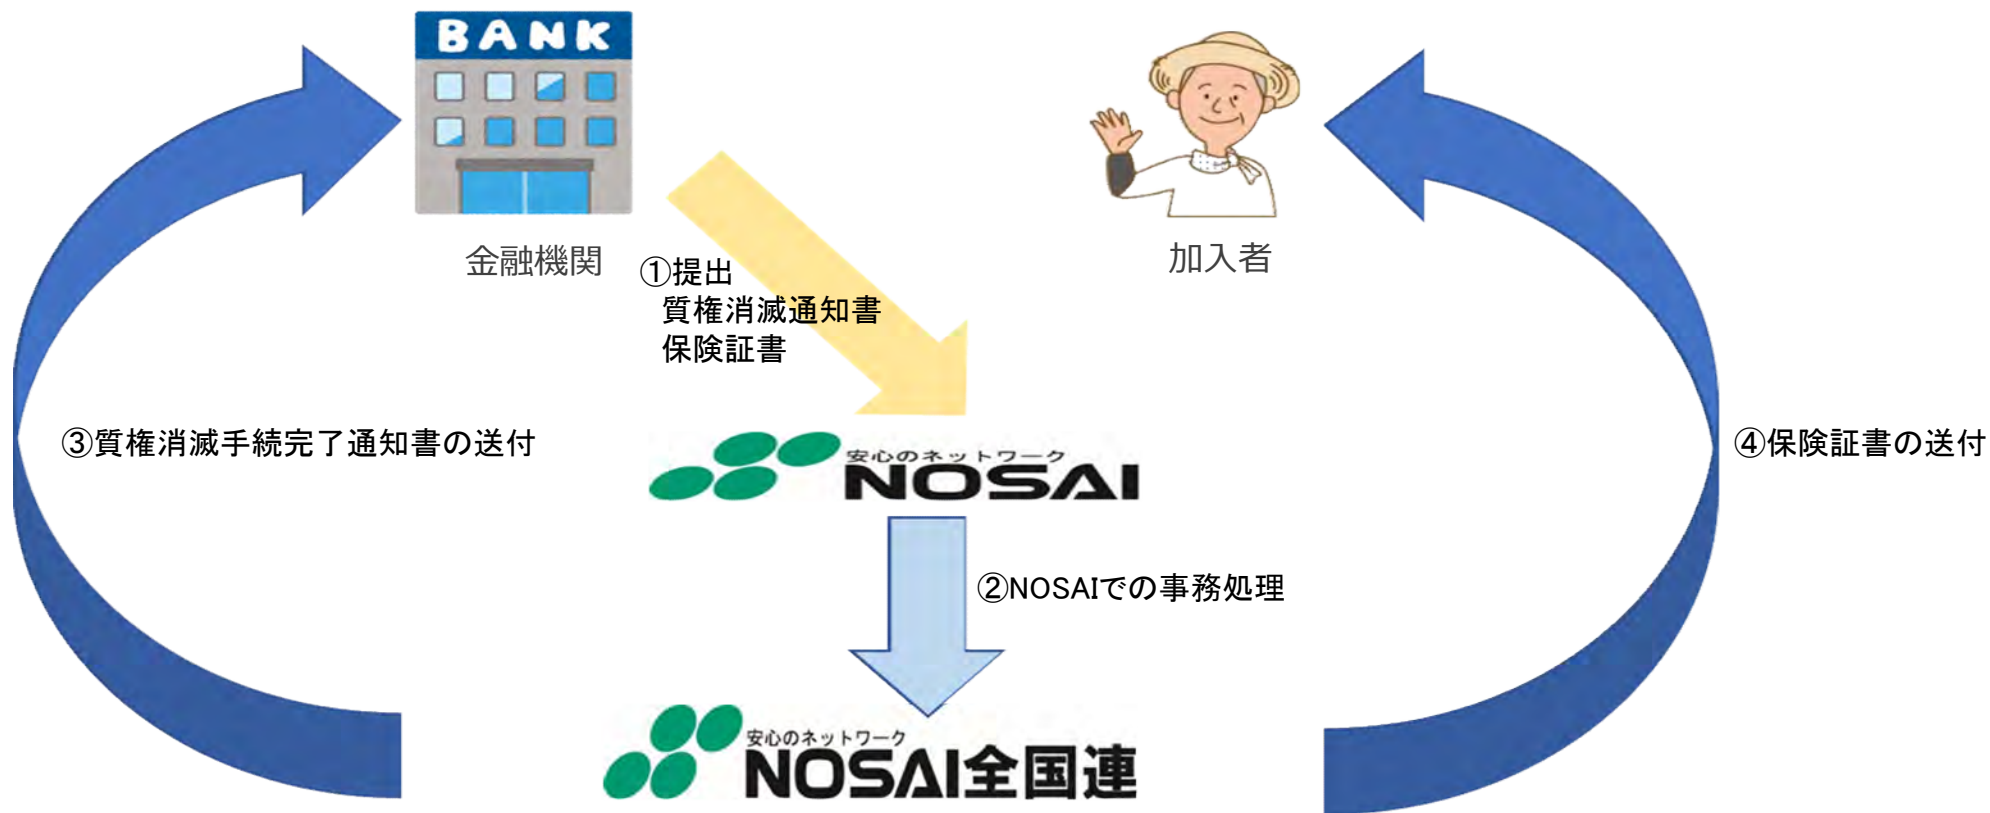 BANK
金融機関
加入者
①提出
質権消滅通知書
保険証書
③質権消滅手続完了通知書の送付
④保険証書の送付
安心のネットワーク
NOSAI
②NOSAIでの事務処理
安心のネットワーク
NOSAI全国連